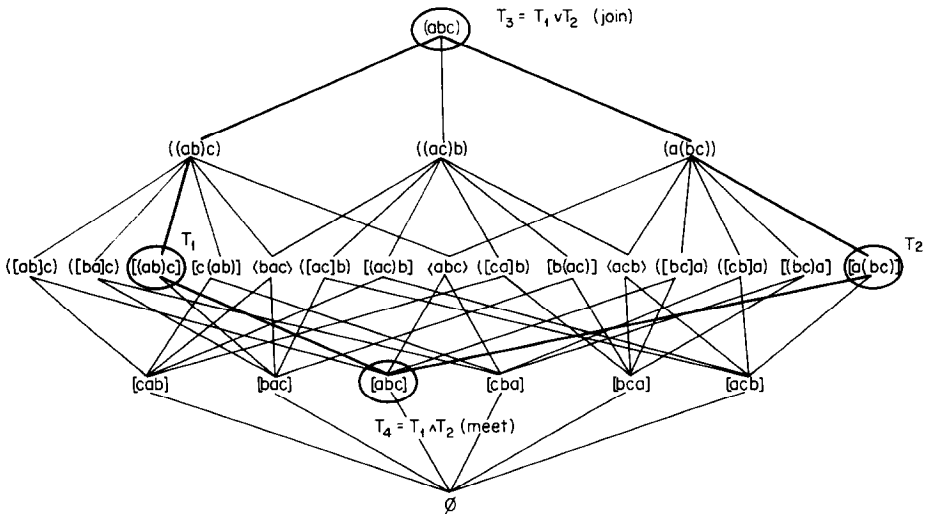 (abc) T3 = T1 ∨ T2 (join)
((ab)c) ((ac)b) (a(bc))
T1 T2
([ab]c) ([ba]c) [(ab)c] [c(ab)] ⟨bac⟩ ([ac]b) [(ac)b] ⟨abc⟩ ([ca]b) [b(ac)] ⟨acb⟩ ([bc]a) ([cb]a) [(bc)a] [a(bc)]
[cab] [bac] [abc] [cba] [bca] [acb]
T4 = T1 ∧ T2 (meet)
∅